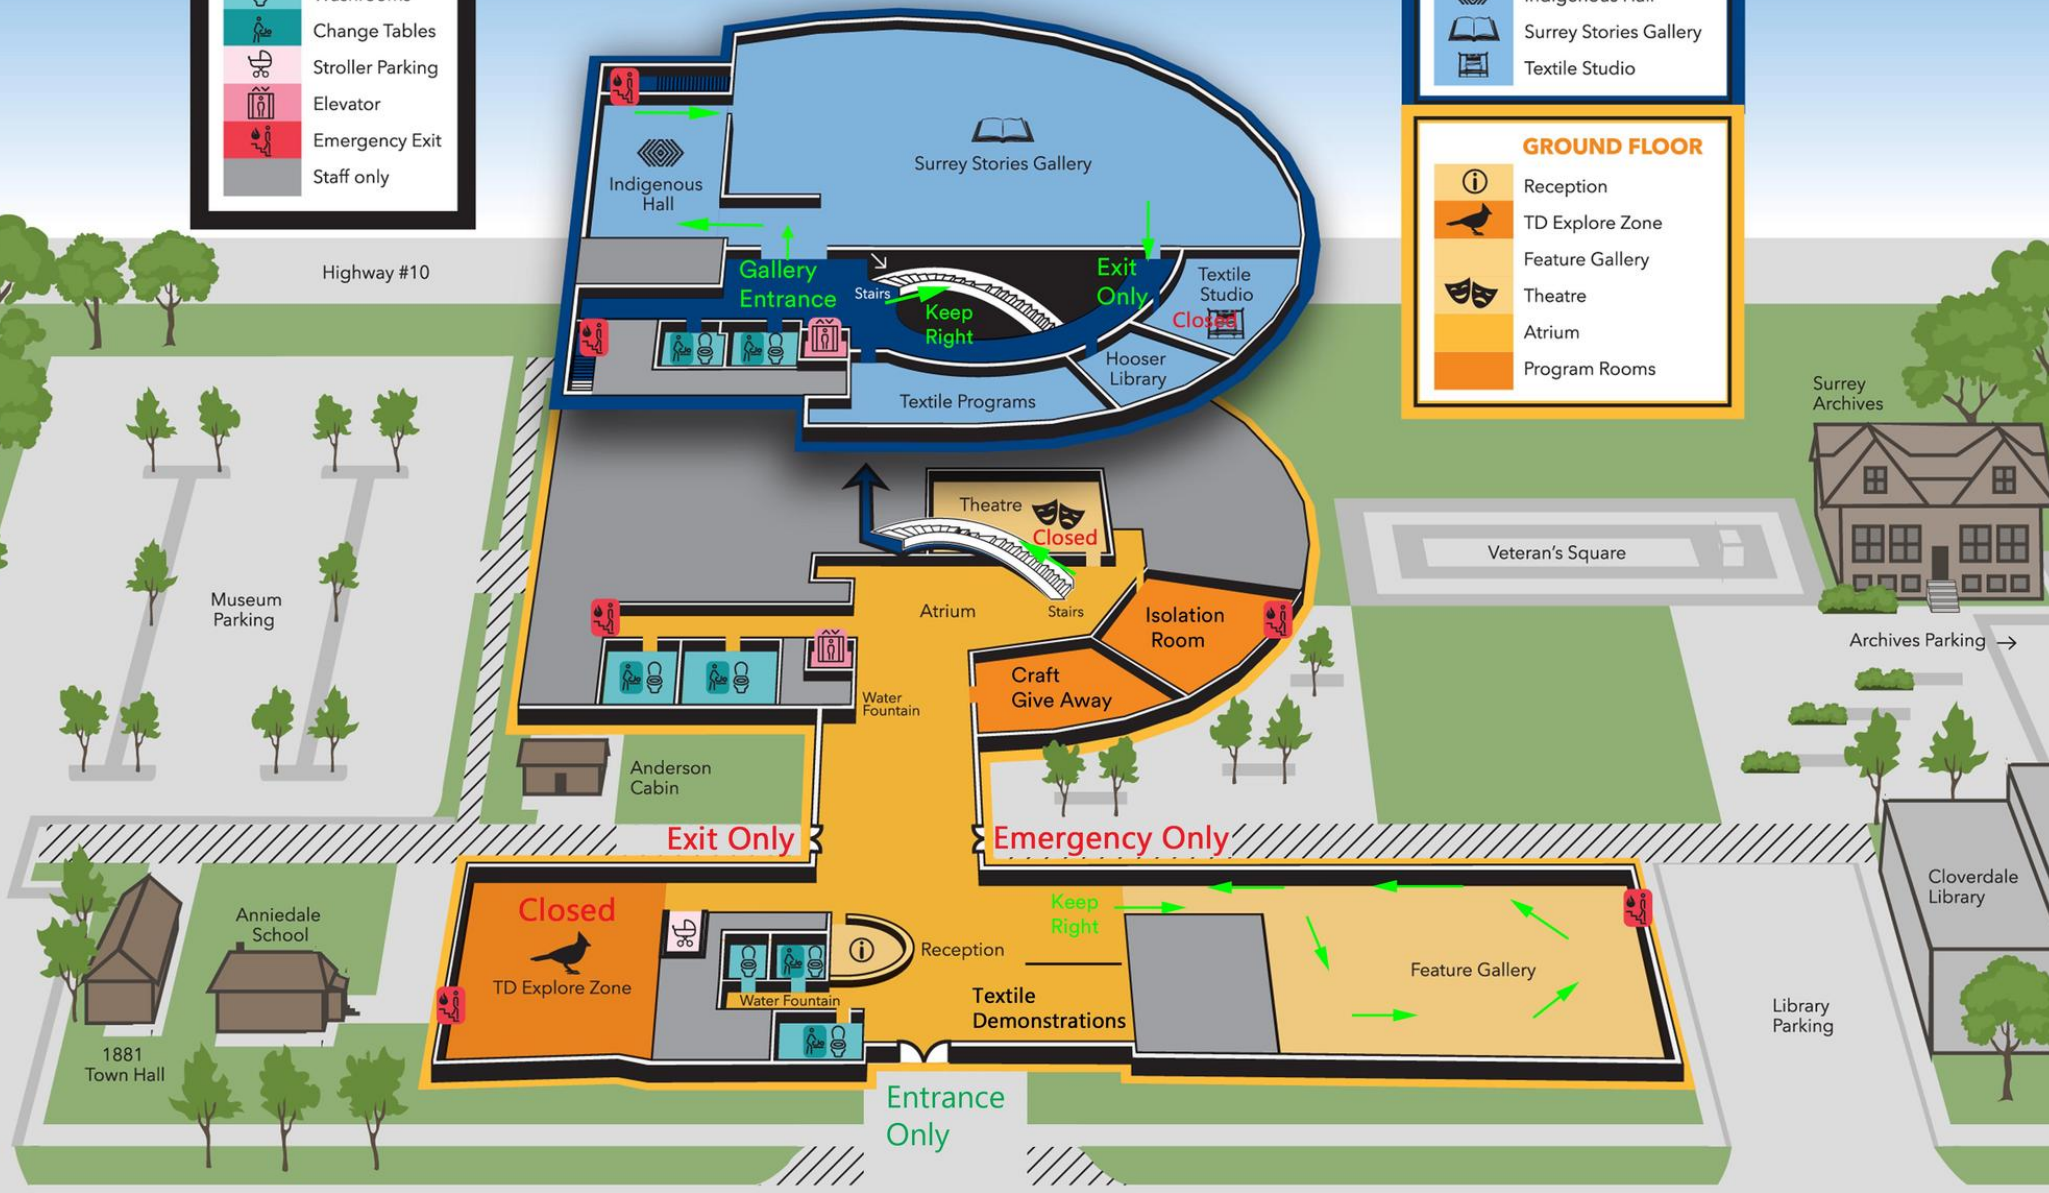 Washrooms
Change Tables
Stroller Parking
Elevator
Emergency Exit
Staff only
Indigenous Hall
Surrey Stories Gallery
Textile Studio
GROUND FLOOR
Reception
TD Explore Zone
Feature Gallery
Theatre
Atrium
Program Rooms
Surrey Stories Gallery
Indigenous
Hall
Highway #10
Gallery
Entrance
Stairs
Keep
Right
Exit
Only
Textile
Studio
Closed
Hooser
Library
Textile Programs
Surrey
Archives
Theatre
Closed
Veteran's Square
Museum
Parking
Atrium
Stairs
Isolation
Room
Archives Parking →
Craft
Give Away
Water
Fountain
Anderson
Cabin
Exit Only
Emergency Only
Cloverdale
Library
Anniedale
School
Closed
TD Explore Zone
Keep
Right
Reception
Feature Gallery
Water Fountain
Textile
Demonstrations
Library
Parking
1881
Town Hall
Entrance
Only